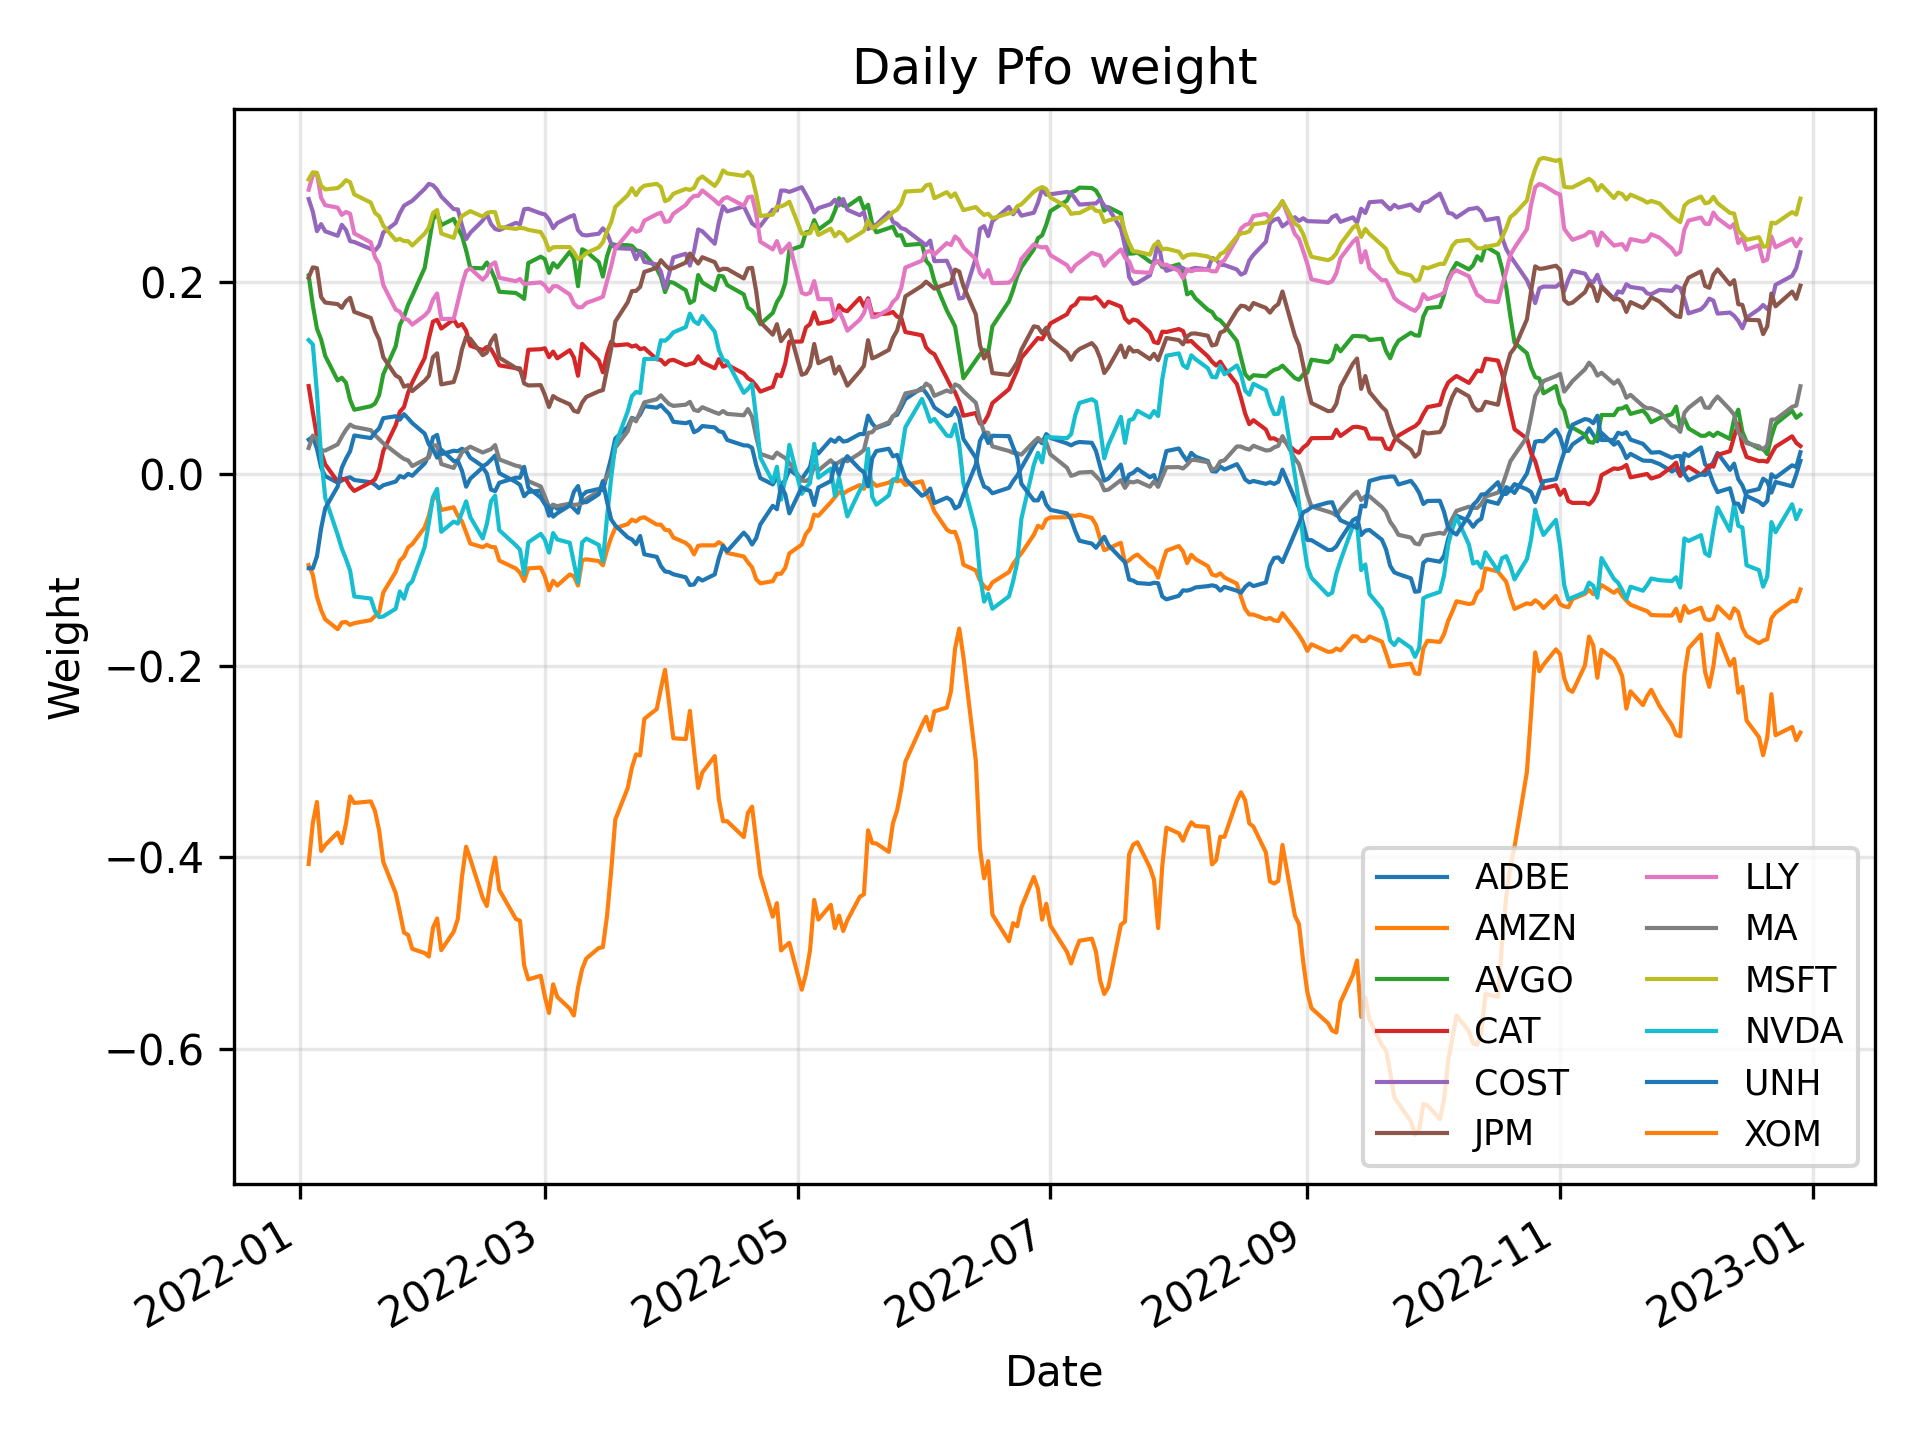 Daily Pfo weight
Weight
0.2
0.0
−0.2
−0.4
−0.6
ADBE
AMZN
AVGO
CAT
COST
JPM
LLY
MA
MSFT
NVDA
UNH
XOM
2022-01
2022-03
2022-05
2022-07
2022-09
2022-11
2023-01
Date